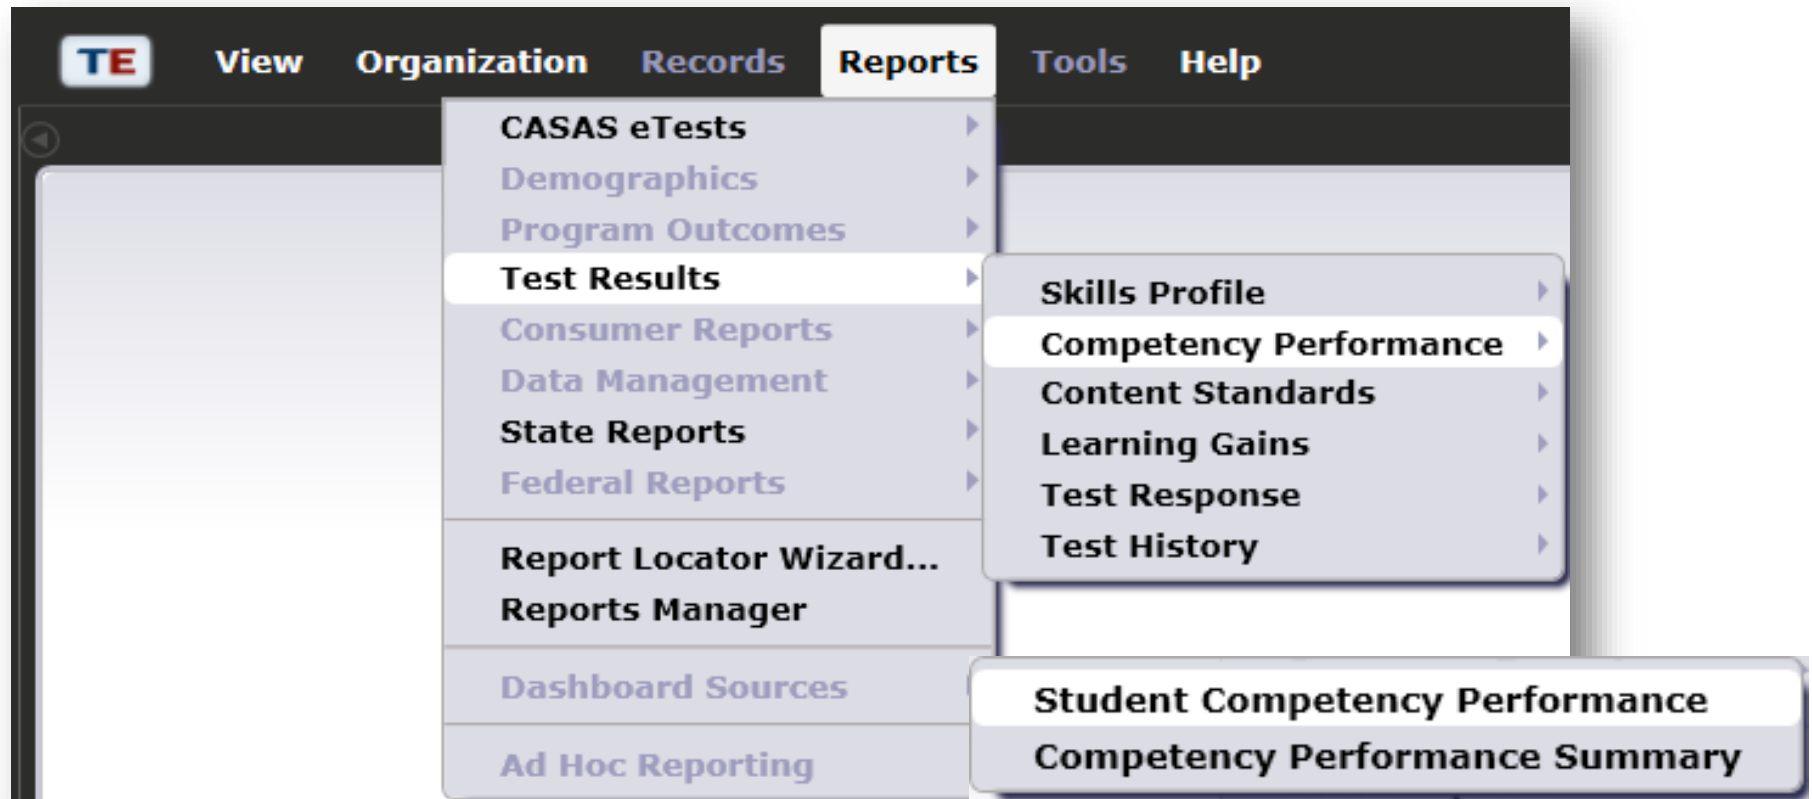 TE View Organization Records Reports Tools Help
CASAS eTests
Demographics
Program Outcomes
Test Results
Consumer Reports
Data Management
State Reports
Federal Reports
Report Locator Wizard...
Reports Manager
Dashboard Sources
Ad Hoc Reporting
Skills Profile
Competency Performance
Content Standards
Learning Gains
Test Response
Test History
Student Competency Performance
Competency Performance Summary